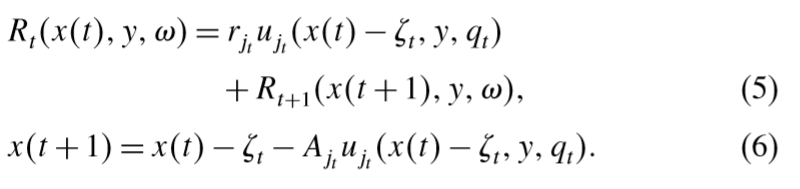 R_t(x(t), y, ω) = r_{j_t} u_{j_t}(x(t) − ζ_t, y, q_t)
+ R_{t+1}(x(t + 1), y, ω), (5)
x(t + 1) = x(t) − ζ_t − A_{j_t} u_{j_t}(x(t) − ζ_t, y, q_t). (6)